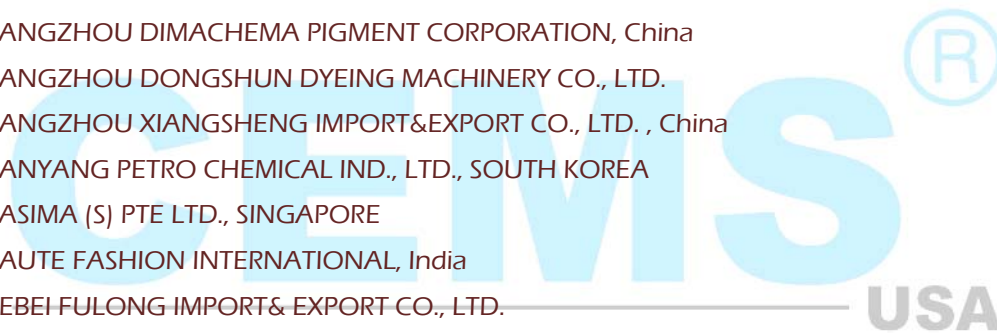 ANGZHOU DIMACHEMA PIGMENT CORPORATION, China
ANGZHOU DONGSHUN DYEING MACHINERY CO., LTD.
ANGZHOU XIANGSHENG IMPORT&EXPORT CO., LTD. , China
ANYANG PETRO CHEMICAL IND., LTD., SOUTH KOREA
ASIMA (S) PTE LTD., SINGAPORE
AUTE FASHION INTERNATIONAL, India
EBEI FULONG IMPORT& EXPORT CO., LTD.
CEMS®
USA